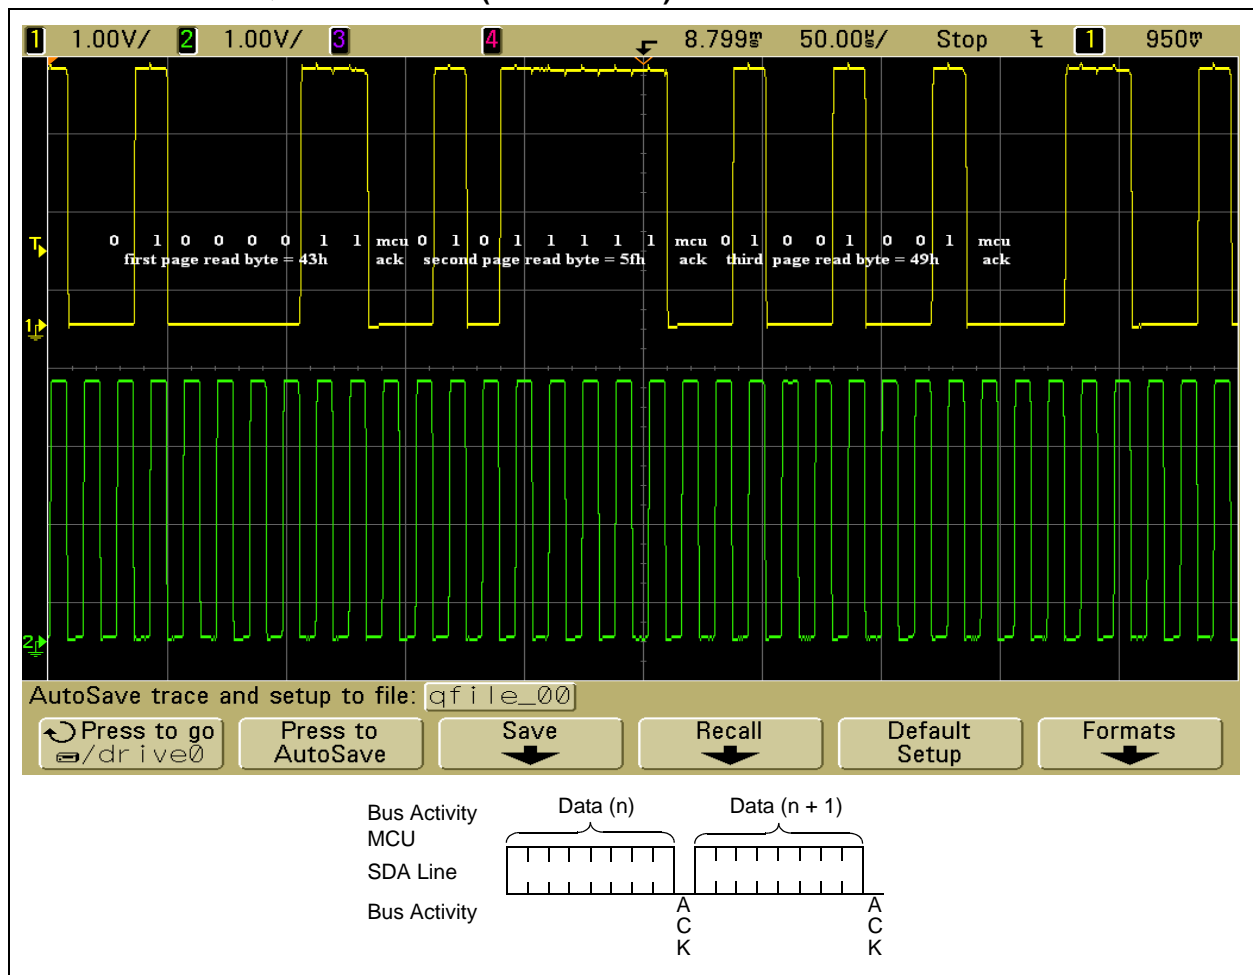 1 1.00V/ 2 1.00V/ 3 4 8.799ms 50.00µs/ Stop 1 950mV
T
0 1 0 0 0 0 1 1 mcu 0 1 0 1 1 1 1 1 mcu 0 1 0 0 1 0 0 1 mcu
first page read byte = 43h ack second page read byte = 5fh ack third page read byte = 49h ack
1
2
AutoSave trace and setup to file: qfile_00
Press to go
/drive0
Press to
AutoSave
Save
Recall
Default
Setup
Formats
Bus Activity
MCU
Data (n)
Data (n + 1)
SDA Line
Bus Activity
A
C
K
A
C
K